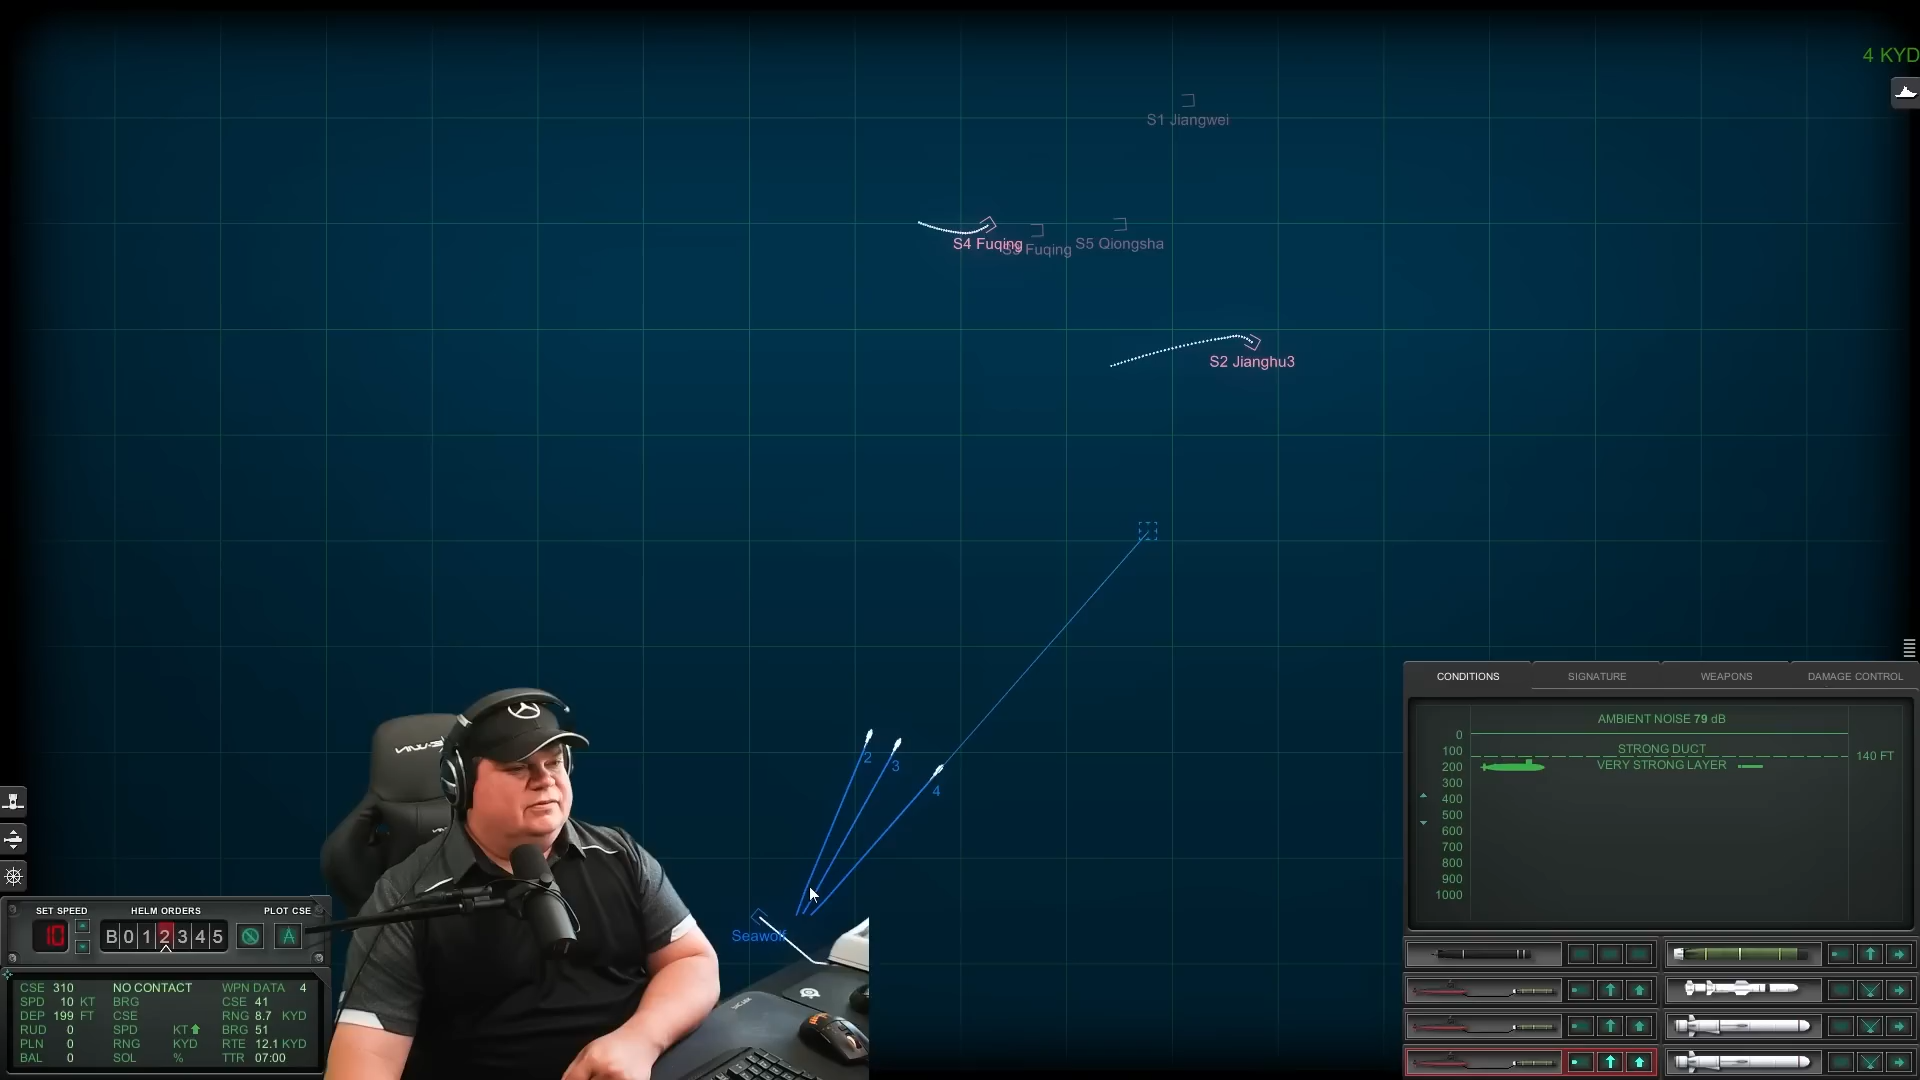 4 KYD
S1 Jiangwei
S4 Fuqing
S3 Fuqing
S5 Qiongsha
S2 Jianghu3
2
3
4
Seawolf
CONDITIONS SIGNATURE WEAPONS DAMAGE CONTROL
AMBIENT NOISE 79 dB
0
100 STRONG DUCT
140 FT
200 VERY STRONG LAYER
300
400
500
600
700
800
900
1000
SET SPEED HELM ORDERS PLOT CSE
10 B 0 1 2 3 4 5
CSE 310 NO CONTACT WPN DATA 4
SPD 10 KT BRG CSE 41
DEP 199 FT CSE RNG 8.7 KYD
RUD 0 SPD KT BRG 51
PLN 0 RNG KYD RTE 12.1 KYD
BAL 0 SOL % TTR 07:00